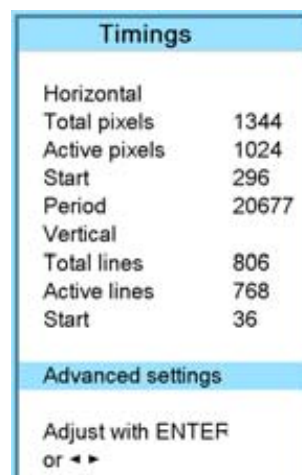 Timings
Horizontal
Total pixels 1344
Active pixels 1024
Start 296
Period 20677
Vertical
Total lines 806
Active lines 768
Start 36
Advanced settings
Adjust with ENTER
or ◄ ►